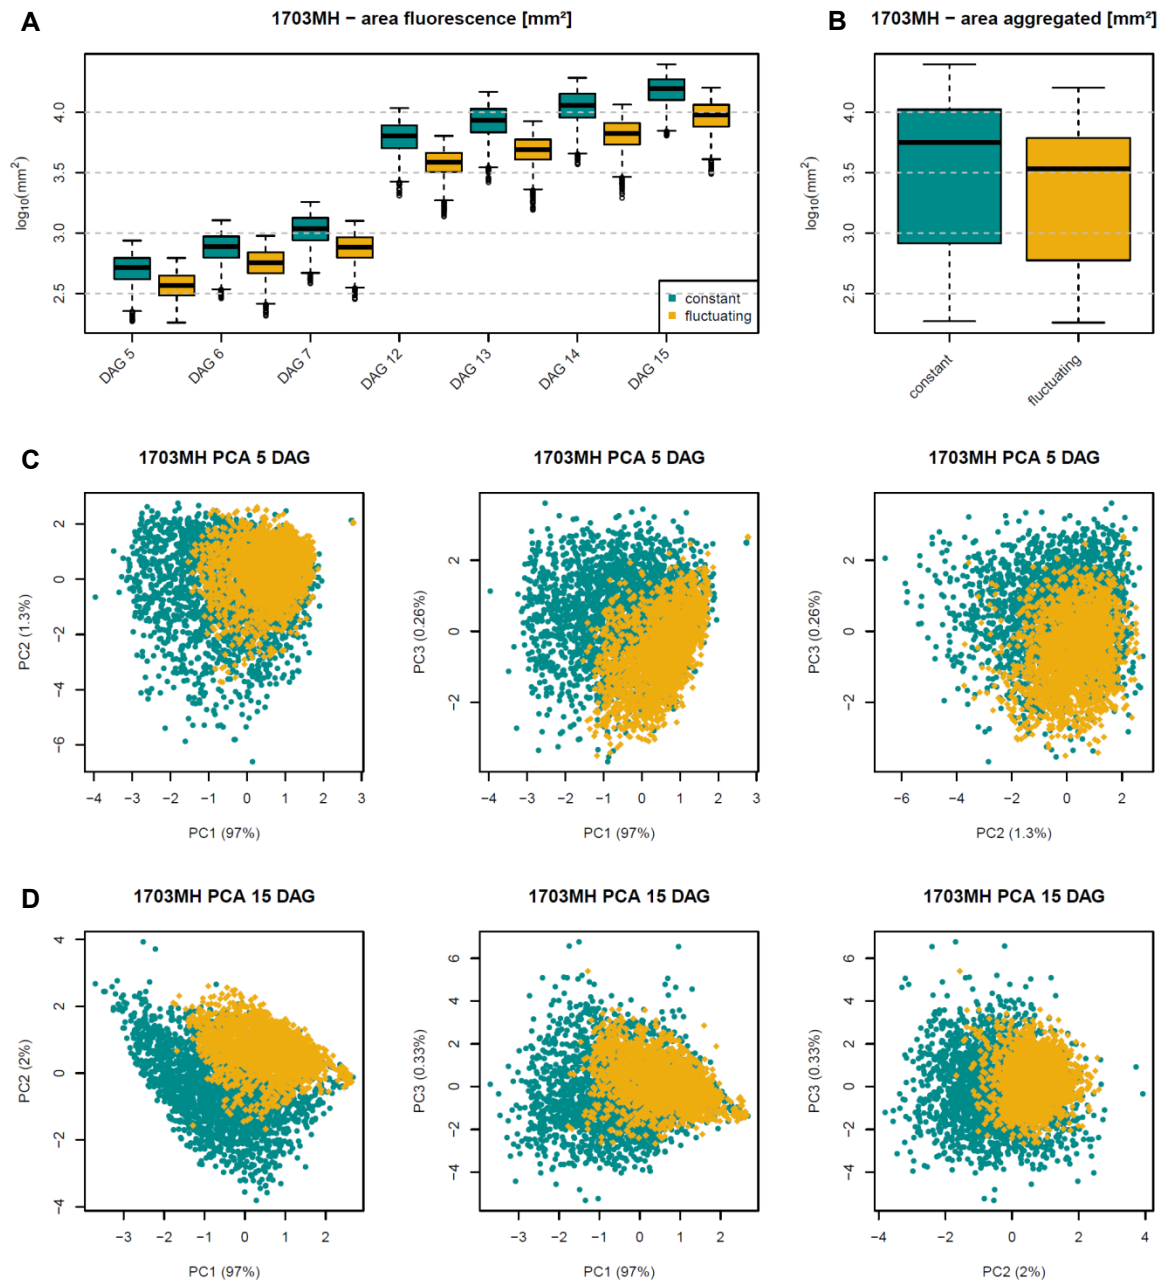 A
1703MH − area fluorescence [mm²]
log₁₀(mm²)
4.0
3.5
3.0
2.5
DAG 5
DAG 6
DAG 7
DAG 12
DAG 13
DAG 14
DAG 15
constant
fluctuating
B
1703MH − area aggregated [mm²]
log₁₀(mm²)
4.0
3.5
3.0
2.5
constant
fluctuating
C
1703MH PCA 5 DAG
PC2 (1.3%)
2
0
−2
−4
−6
−4 −3 −2 −1 0 1 2 3
PC1 (97%)
1703MH PCA 5 DAG
PC3 (0.26%)
2
0
−2
−4 −3 −2 −1 0 1 2 3
PC1 (97%)
1703MH PCA 5 DAG
PC3 (0.26%)
2
0
−2
−6 −4 −2 0 2
PC2 (1.3%)
D
1703MH PCA 15 DAG
PC2 (2%)
4
2
0
−2
−4
−3 −2 −1 0 1 2
PC1 (97%)
1703MH PCA 15 DAG
PC3 (0.33%)
6
4
2
0
−2
−4
−3 −2 −1 0 1 2
PC1 (97%)
1703MH PCA 15 DAG
PC3 (0.33%)
6
4
2
0
−2
−4
−4 −2 0 2 4
PC2 (2%)